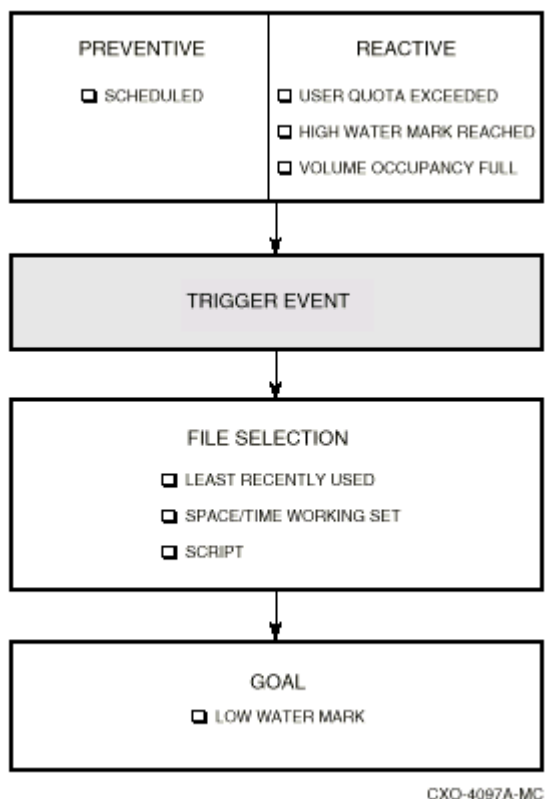 PREVENTIVE
SCHEDULED
REACTIVE
USER QUOTA EXCEEDED
HIGH WATER MARK REACHED
VOLUME OCCUPANCY FULL
TRIGGER EVENT
FILE SELECTION
LEAST RECENTLY USED
SPACE/TIME WORKING SET
SCRIPT
GOAL
LOW WATER MARK
CXO-4097A-MC